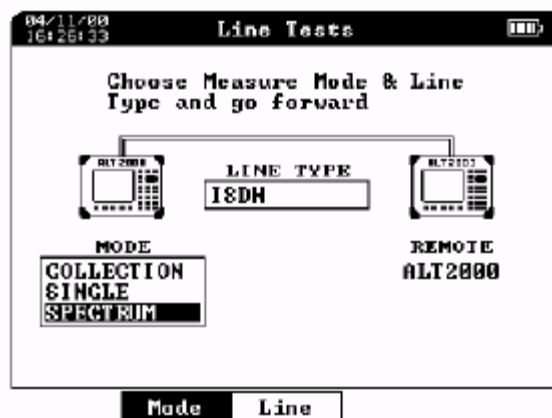 04/11/00
16:26:33
Line Tests
Choose Measure Mode & Line
Type and go forward
ALT2000
ALT2000
LINE TYPE
ISDN
MODE
COLLECTION
SINGLE
SPECTRUM
REMOTE
ALT2000
Mode
Line